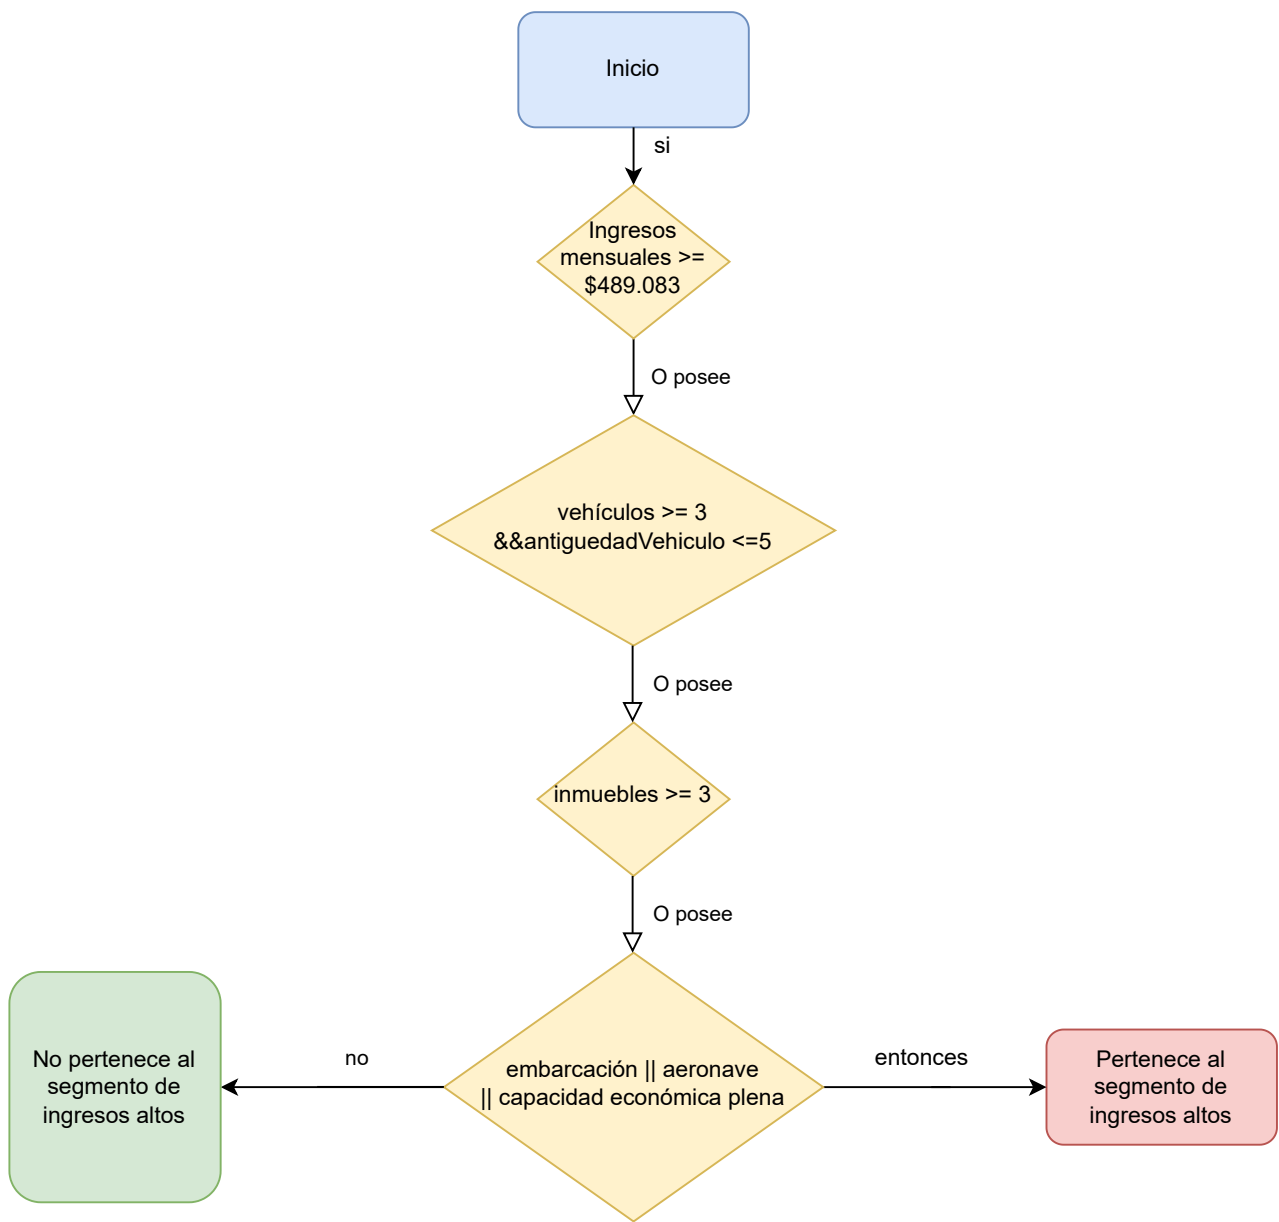 Inicio
si
Ingresos
mensuales >=
$489.083
O posee
vehículos >= 3
&&antiguedadVehiculo <=5
O posee
inmuebles >= 3
O posee
No pertenece al
segmento de
ingresos altos
no
embarcación || aeronave
|| capacidad económica plena
entonces
Pertenece al
segmento de
ingresos altos